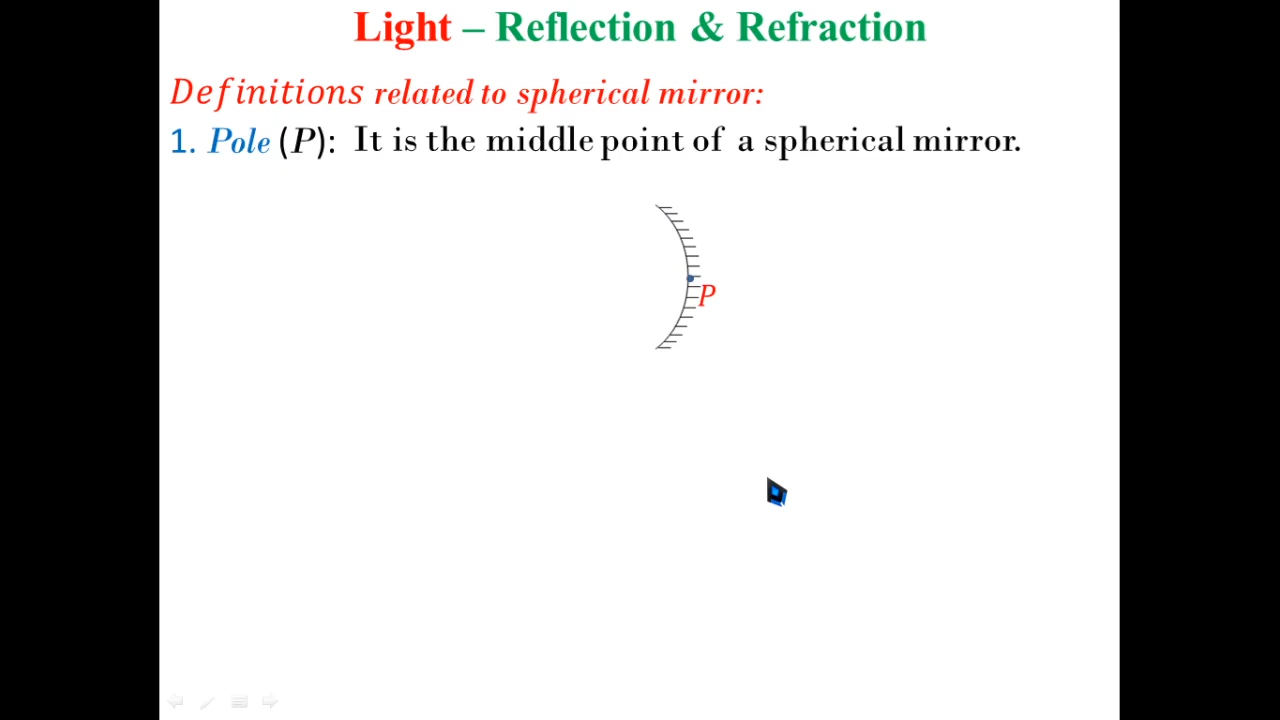 Light – Reflection & Refraction
Definitions related to spherical mirror:
1. Pole (P): It is the middle point of a spherical mirror.
P